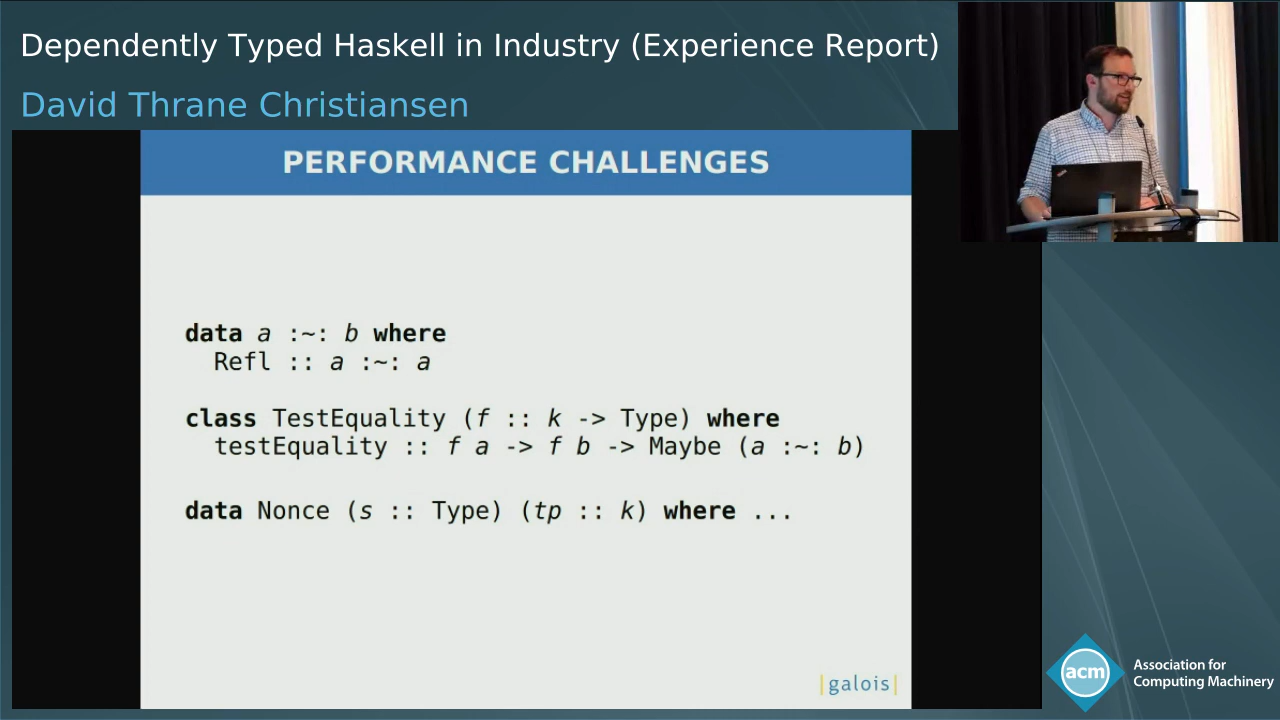 Dependently Typed Haskell in Industry (Experience Report)
David Thrane Christiansen
PERFORMANCE CHALLENGES
data a :~: b where
  Refl :: a :~: a
class TestEquality (f :: k -> Type) where
  testEquality :: f a -> f b -> Maybe (a :~: b)
data Nonce (s :: Type) (tp :: k) where ...
|galois|
acm
Association for
Computing Machinery